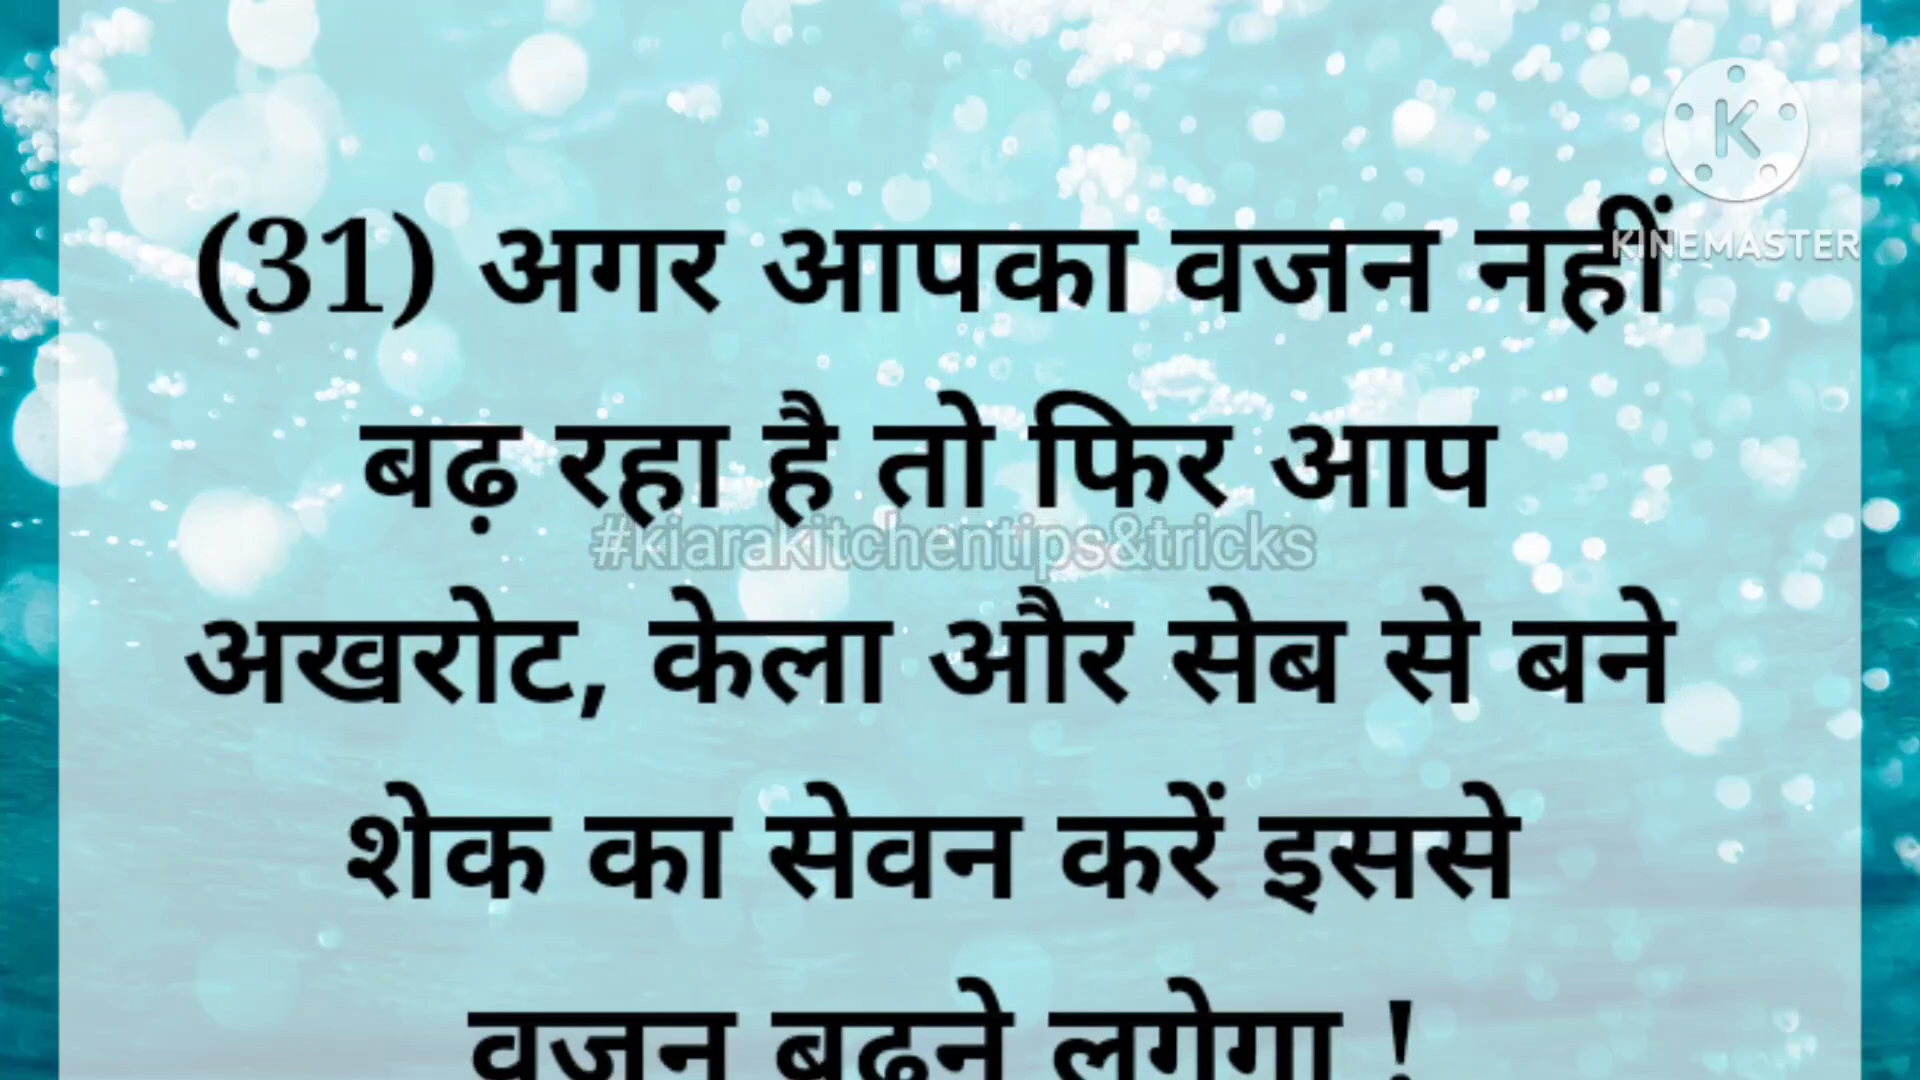 KINEMASTER
(31) अगर आपका वजन नहीं
बढ़ रहा है तो फिर आप
#kiarakitchentips&tricks
अखरोट, केला और सेब से बने
शेक का सेवन करें इससे
वजन बढ़ने लगेगा !